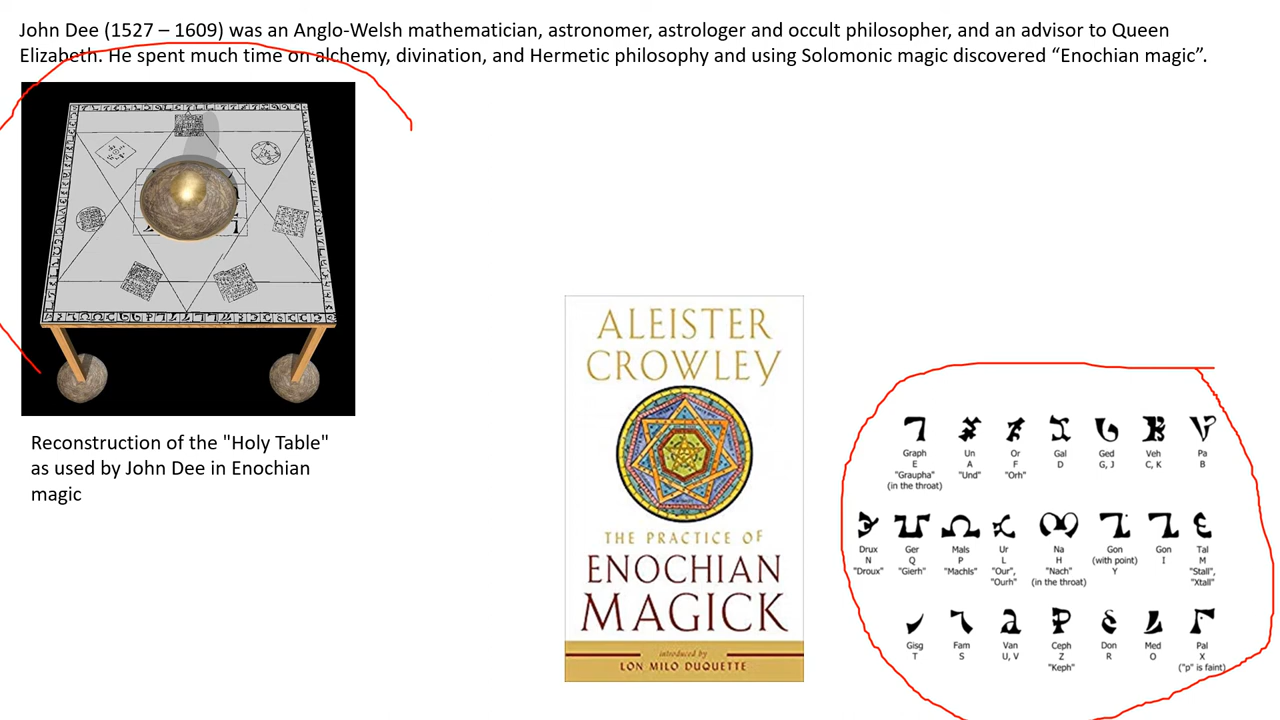 John Dee (1527 – 1609) was an Anglo-Welsh mathematician, astronomer, astrologer and occult philosopher, and an advisor to Queen
Elizabeth. He spent much time on alchemy, divination, and Hermetic philosophy and using Solomonic magic discovered “Enochian magic”.
Reconstruction of the "Holy Table"
as used by John Dee in Enochian
magic
ALEISTER
CROWLEY
THE PRACTICE OF
ENOCHIAN
MAGICK
introduced by
LON MILO DUQUETTE
Graph Un Or Gal Ged Veh Pa
E A F D G, J C, K B
"Graupha" "Und" "Orh"
(in the throat)
Drux Ger Mals Ur Na Gon Gon Tal
N Q P L H (with point) I M
"Droux" "Gierh" "Machls" "Our", "Nach" Y "Stall",
"Ourh" (in the throat) "Xtall"
Gisg Fam Van Ceph Don Med Pal
T S U, V Z R O X
"Keph" ("p" is faint)